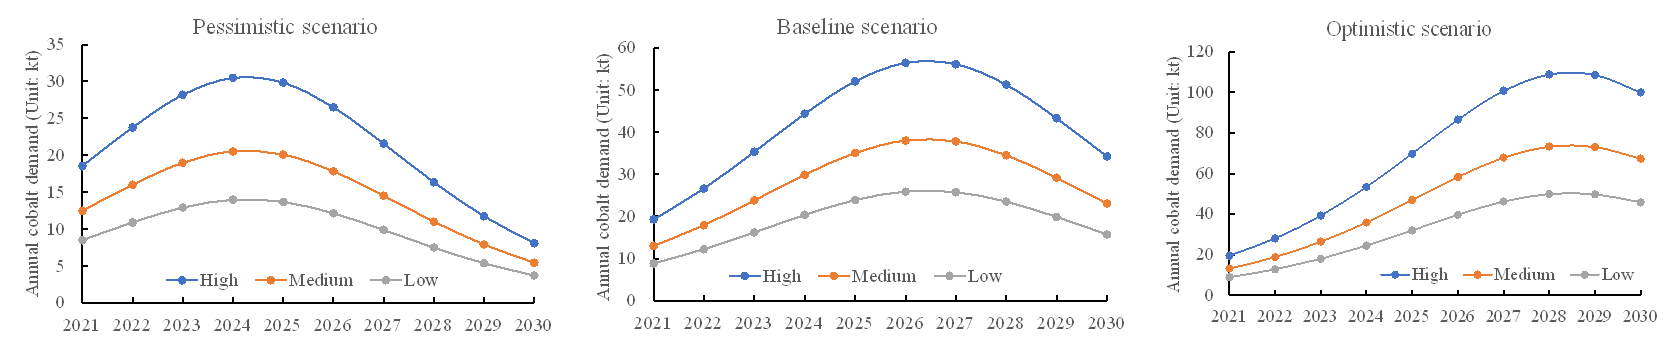 Pessimistic scenario
Annual cobalt demand (Unit: kt)
35
30
25
20
15
10
5
0
High Medium Low
2021 2022 2023 2024 2025 2026 2027 2028 2029 2030
Baseline scenario
Annual cobalt demand (Unit: kt)
60
50
40
30
20
10
0
High Medium Low
2021 2022 2023 2024 2025 2026 2027 2028 2029 2030
Optimistic scenario
Annual cobalt demand (Unit: kt)
120
100
80
60
40
20
0
High Medium Low
2021 2022 2023 2024 2025 2026 2027 2028 2029 2030